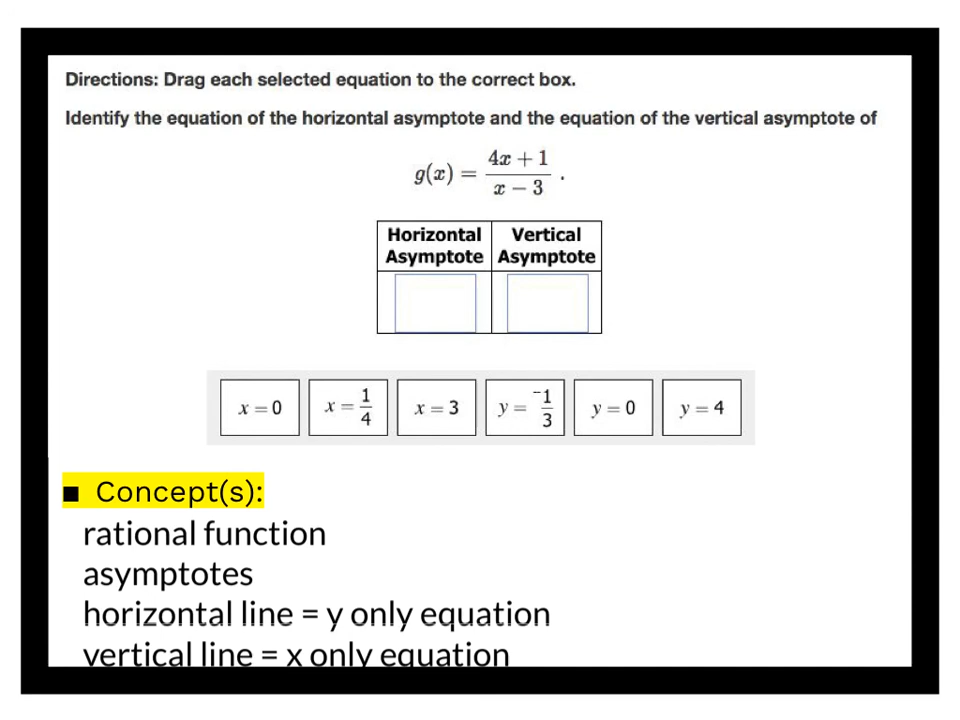 Directions: Drag each selected equation to the correct box.
Identify the equation of the horizontal asymptote and the equation of the vertical asymptote of
g(x) = (4x + 1)/(x − 3) .
Horizontal Asymptote
Vertical Asymptote
x = 0
x = 1/4
x = 3
y = ⁻1/3
y = 0
y = 4
■ Concept(s):
rational function
asymptotes
horizontal line = y only equation
vertical line = x only equation